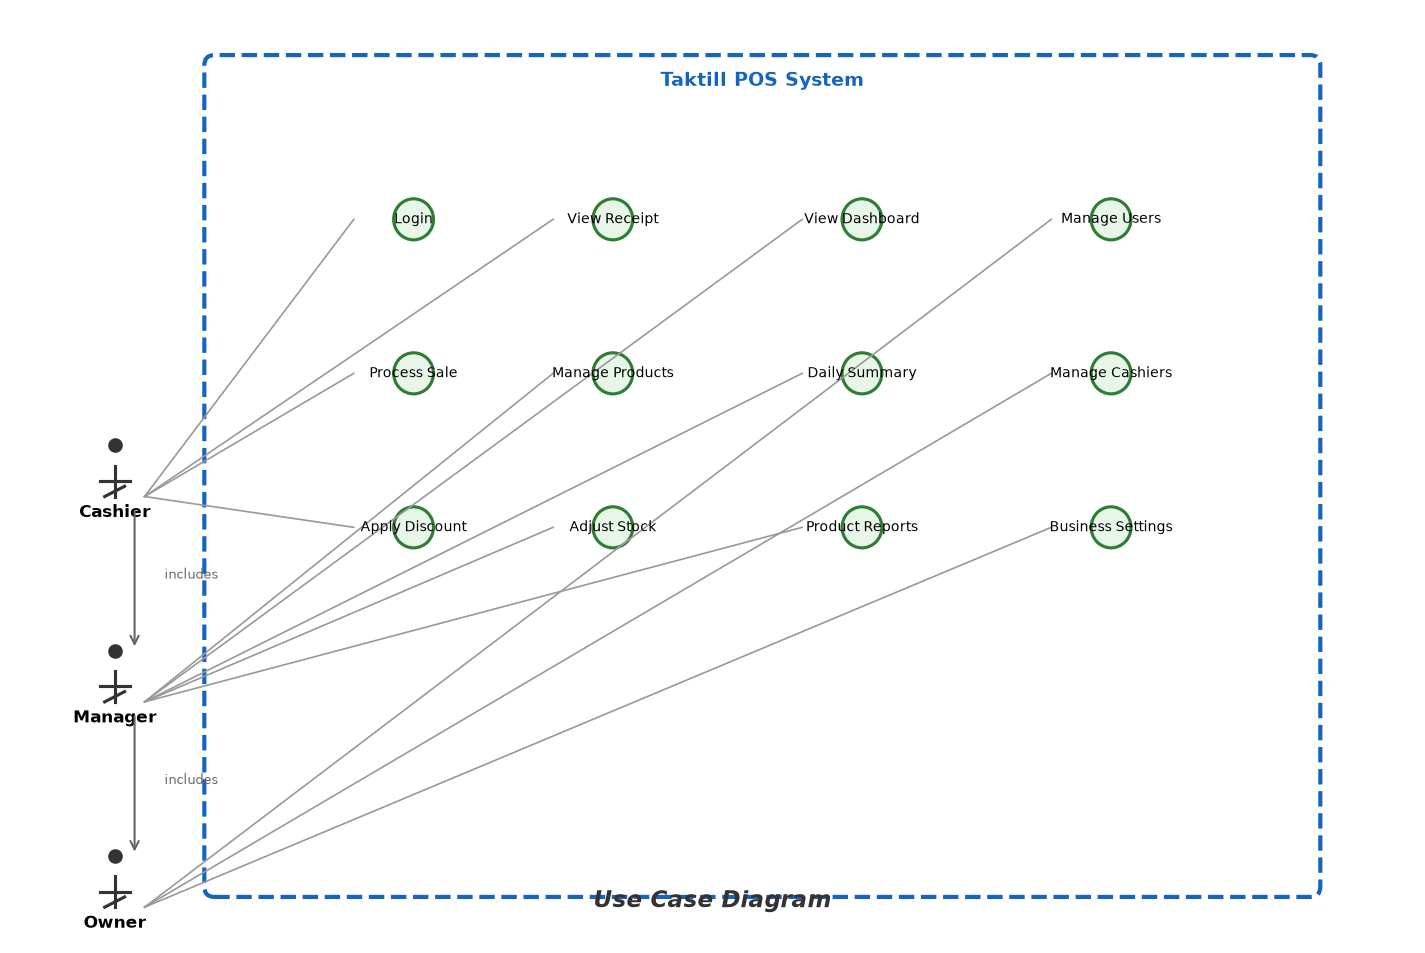 Taktill POS System
Login
View Receipt
View Dashboard
Manage Users
Process Sale
Manage Products
Daily Summary
Manage Cashiers
Cashier
Apply Discount
Adjust Stock
Product Reports
Business Settings
includes
Manager
includes
Use Case Diagram
Owner